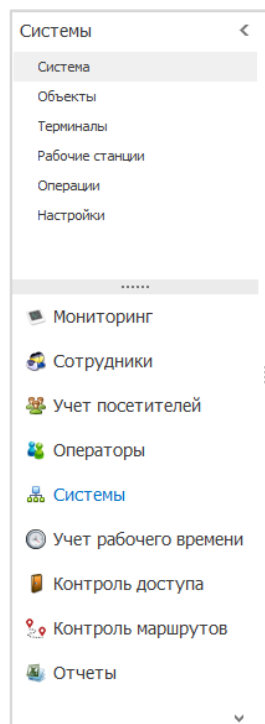 Системы
Система
Объекты
Терминалы
Рабочие станции
Операции
Настройки
Мониторинг
Сотрудники
Учет посетителей
Операторы
Системы
Учет рабочего времени
Контроль доступа
Контроль маршрутов
Отчеты